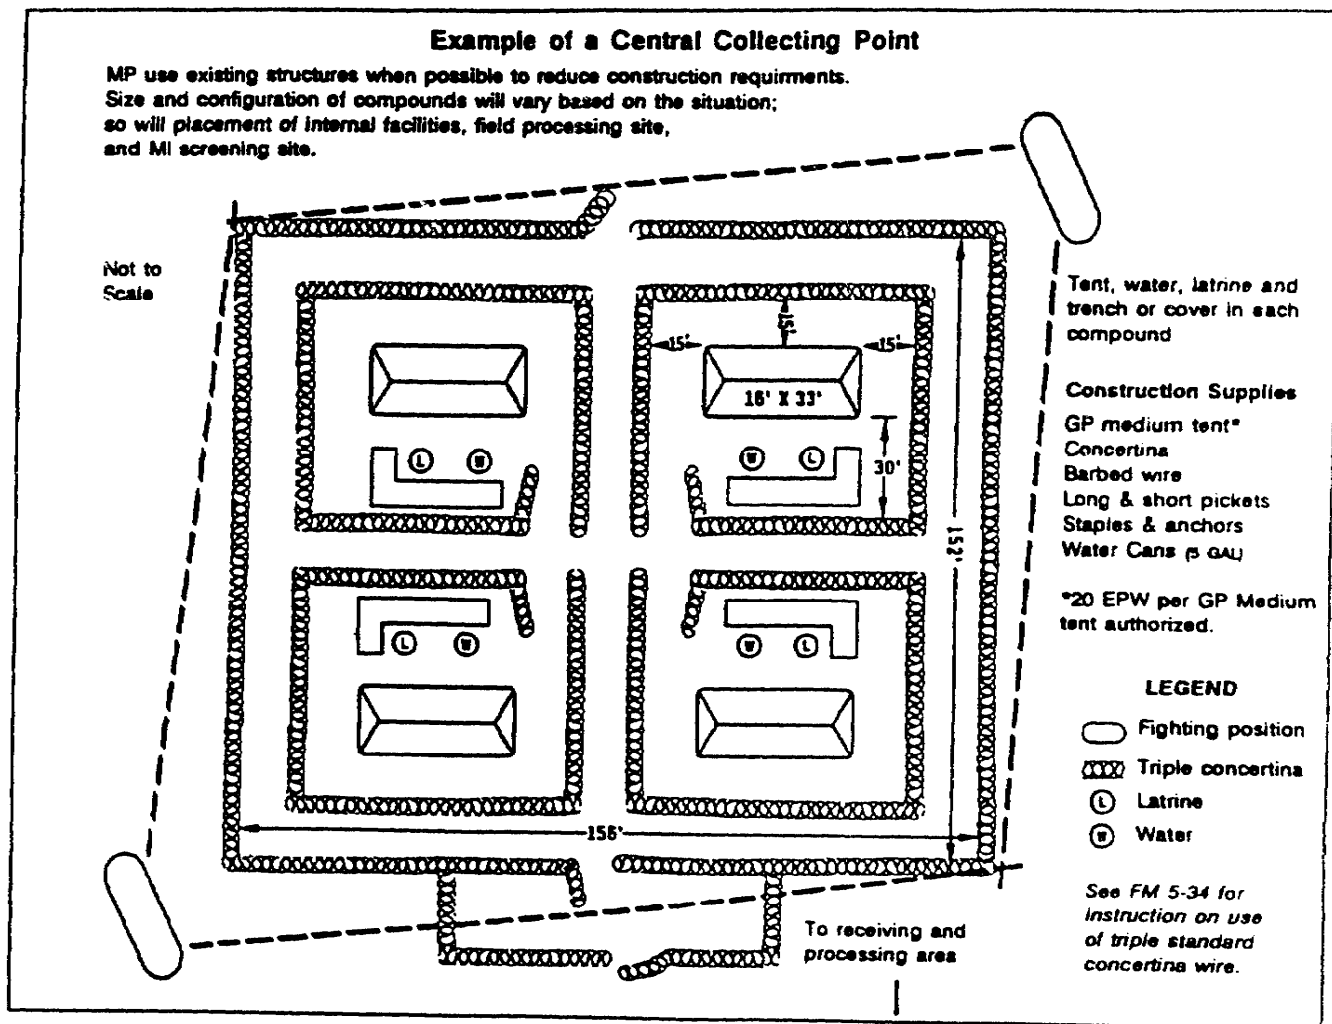 Example of a Central Collecting Point
MP use existing structures when possible to reduce construction requirments.
Size and configuration of compounds will vary based on the situation;
so will placement of internal facilities, field processing site,
and MI screening site.
Not to
Scale
Tent, water, latrine and
trench or cover in each
compound
15'
15'
15'
16' X 33'
30'
L
W
W
L
152'
L
W
W
L
156'
Construction Supplies
GP medium tent*
Concertina
Barbed wire
Long & short pickets
Staples & anchors
Water Cans (5 GAL)
*20 EPW per GP Medium
tent authorized.
LEGEND
Fighting position
Triple concertina
L Latrine
W Water
See FM 5-34 for
instruction on use
of triple standard
concertina wire.
To receiving and
processing area